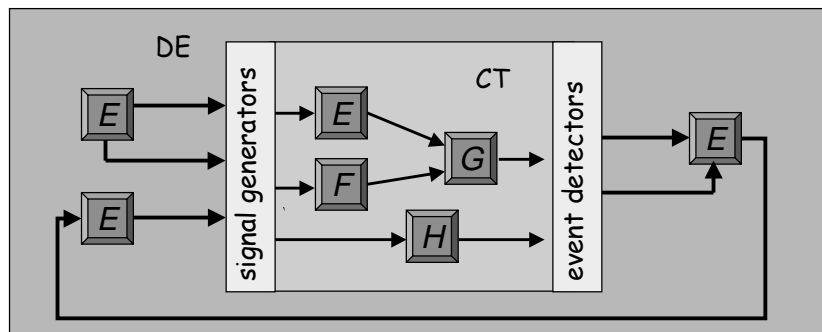 DE
CT
E
E
signal generators
E
F
G
H
event detectors
E